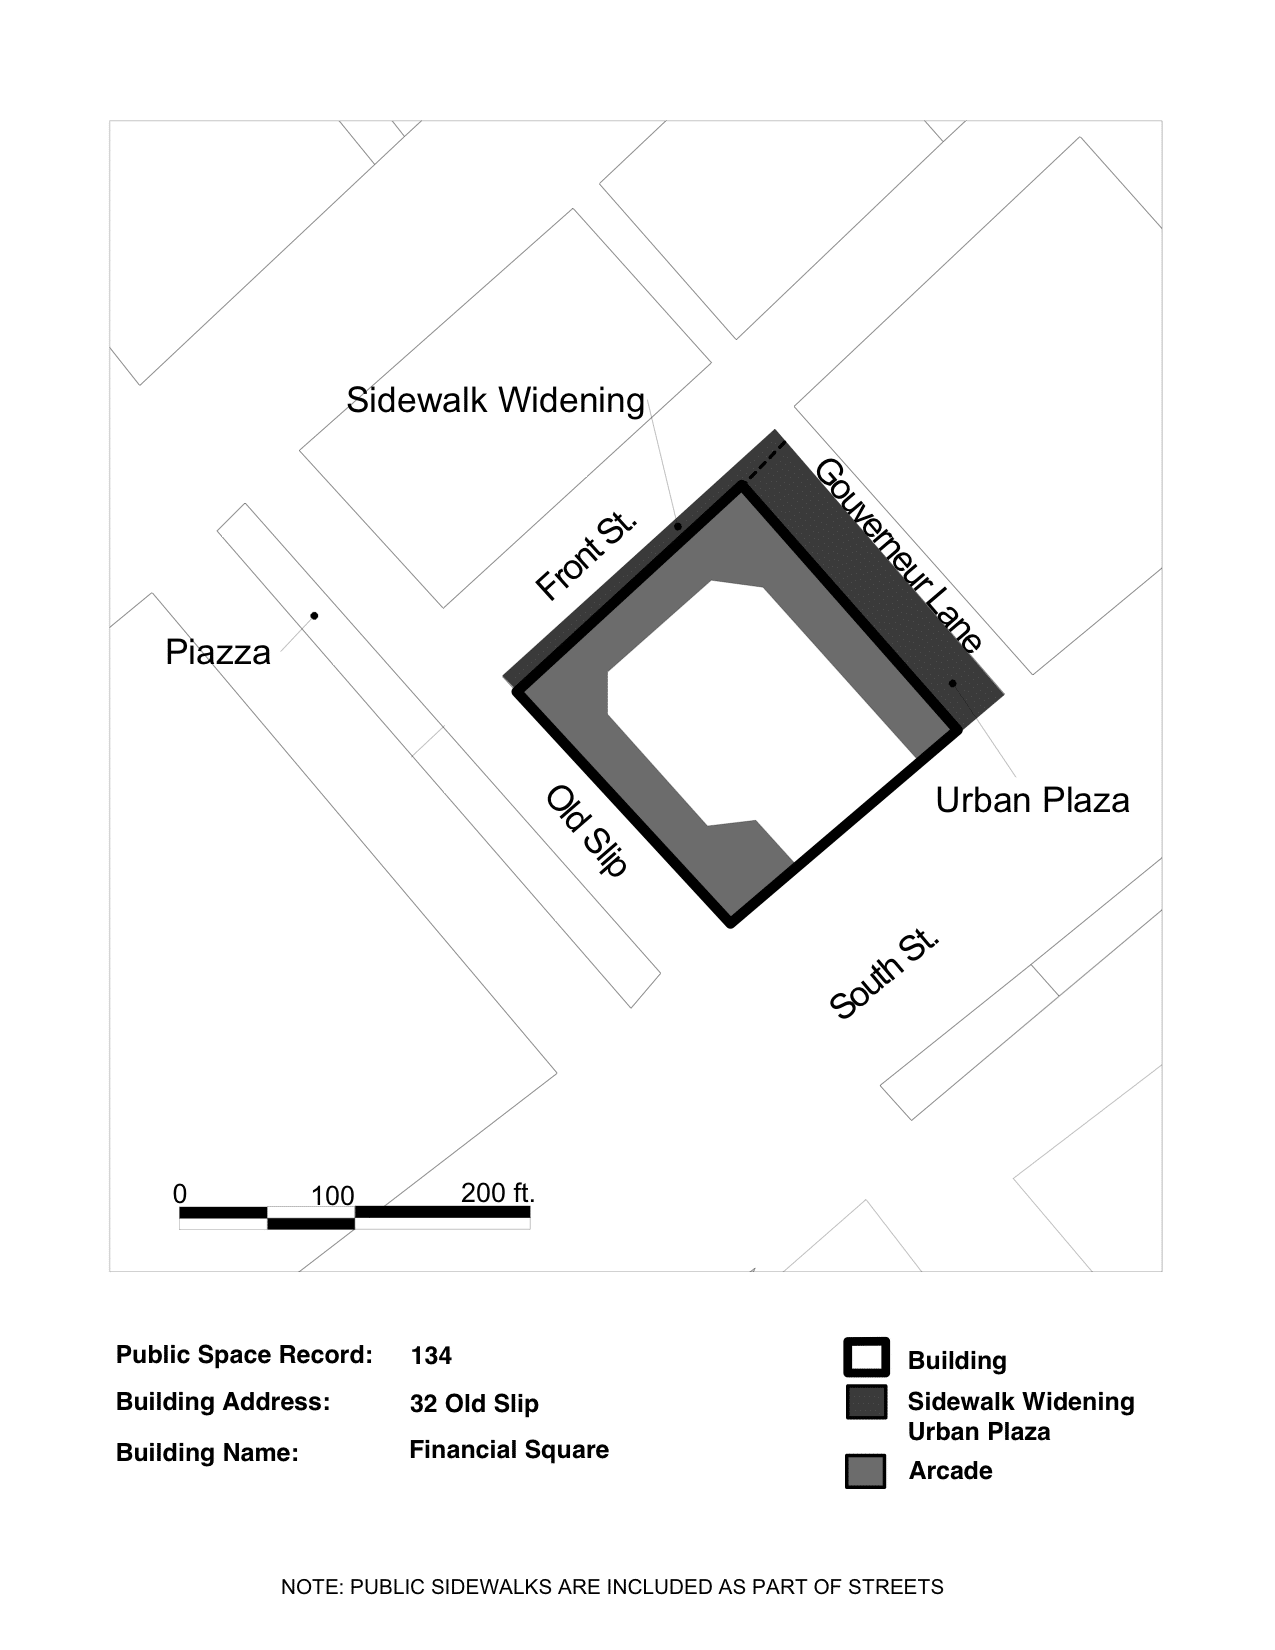 Sidewalk Widening
Gouverneur Lane
Front St.
Piazza
Urban Plaza
Old Slip
South St.
0 100 200 ft.
Public Space Record: 134
Building Address: 32 Old Slip
Building Name: Financial Square
Building
Sidewalk Widening
Urban Plaza
Arcade
NOTE: PUBLIC SIDEWALKS ARE INCLUDED AS PART OF STREETS